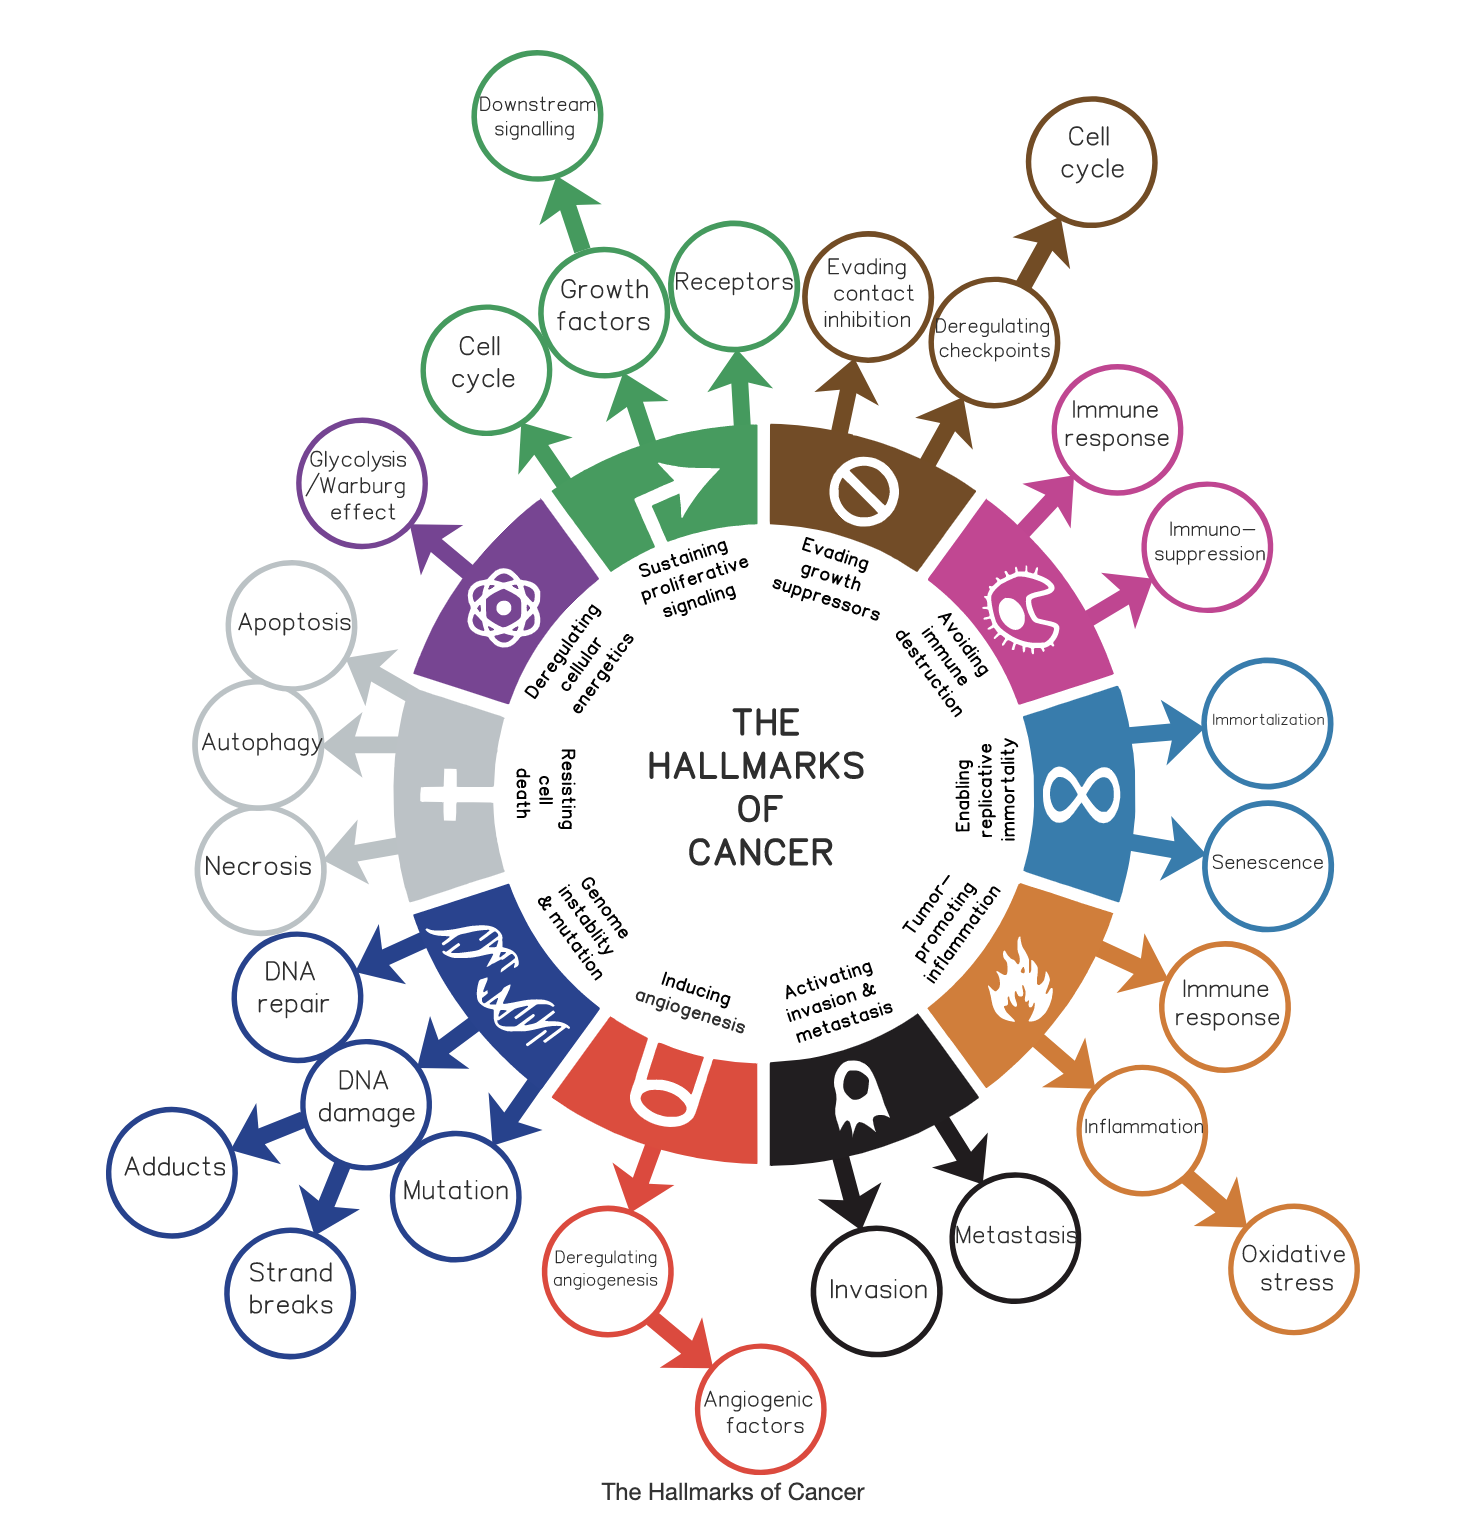 Downstream
signalling
Cell
cycle
Growth
factors
Receptors
Evading
contact
inhibition
Deregulating
checkpoints
Cell
cycle
Glycolysis
/Warburg
effect
Immune
response
Immuno-
suppression
Sustaining
proliferative
signaling
Evading
growth
suppressors
Deregulating
cellular
energetics
Avoiding
immune
destruction
Apoptosis
Autophagy
Necrosis
Resisting
cell
death
THE
HALLMARKS
OF
CANCER
Enabling
replicative
immortality
Immortalization
Senescence
Genome
instablity
& mutation
Inducing
angiogenesis
Activating
invasion &
metastasis
Tumor-
promoting
inflammation
DNA
repair
DNA
damage
Adducts
Strand
breaks
Mutation
Deregulating
angiogenesis
Angiogenic
factors
Invasion
Metastasis
Immune
response
Inflammation
Oxidative
stress
The Hallmarks of Cancer